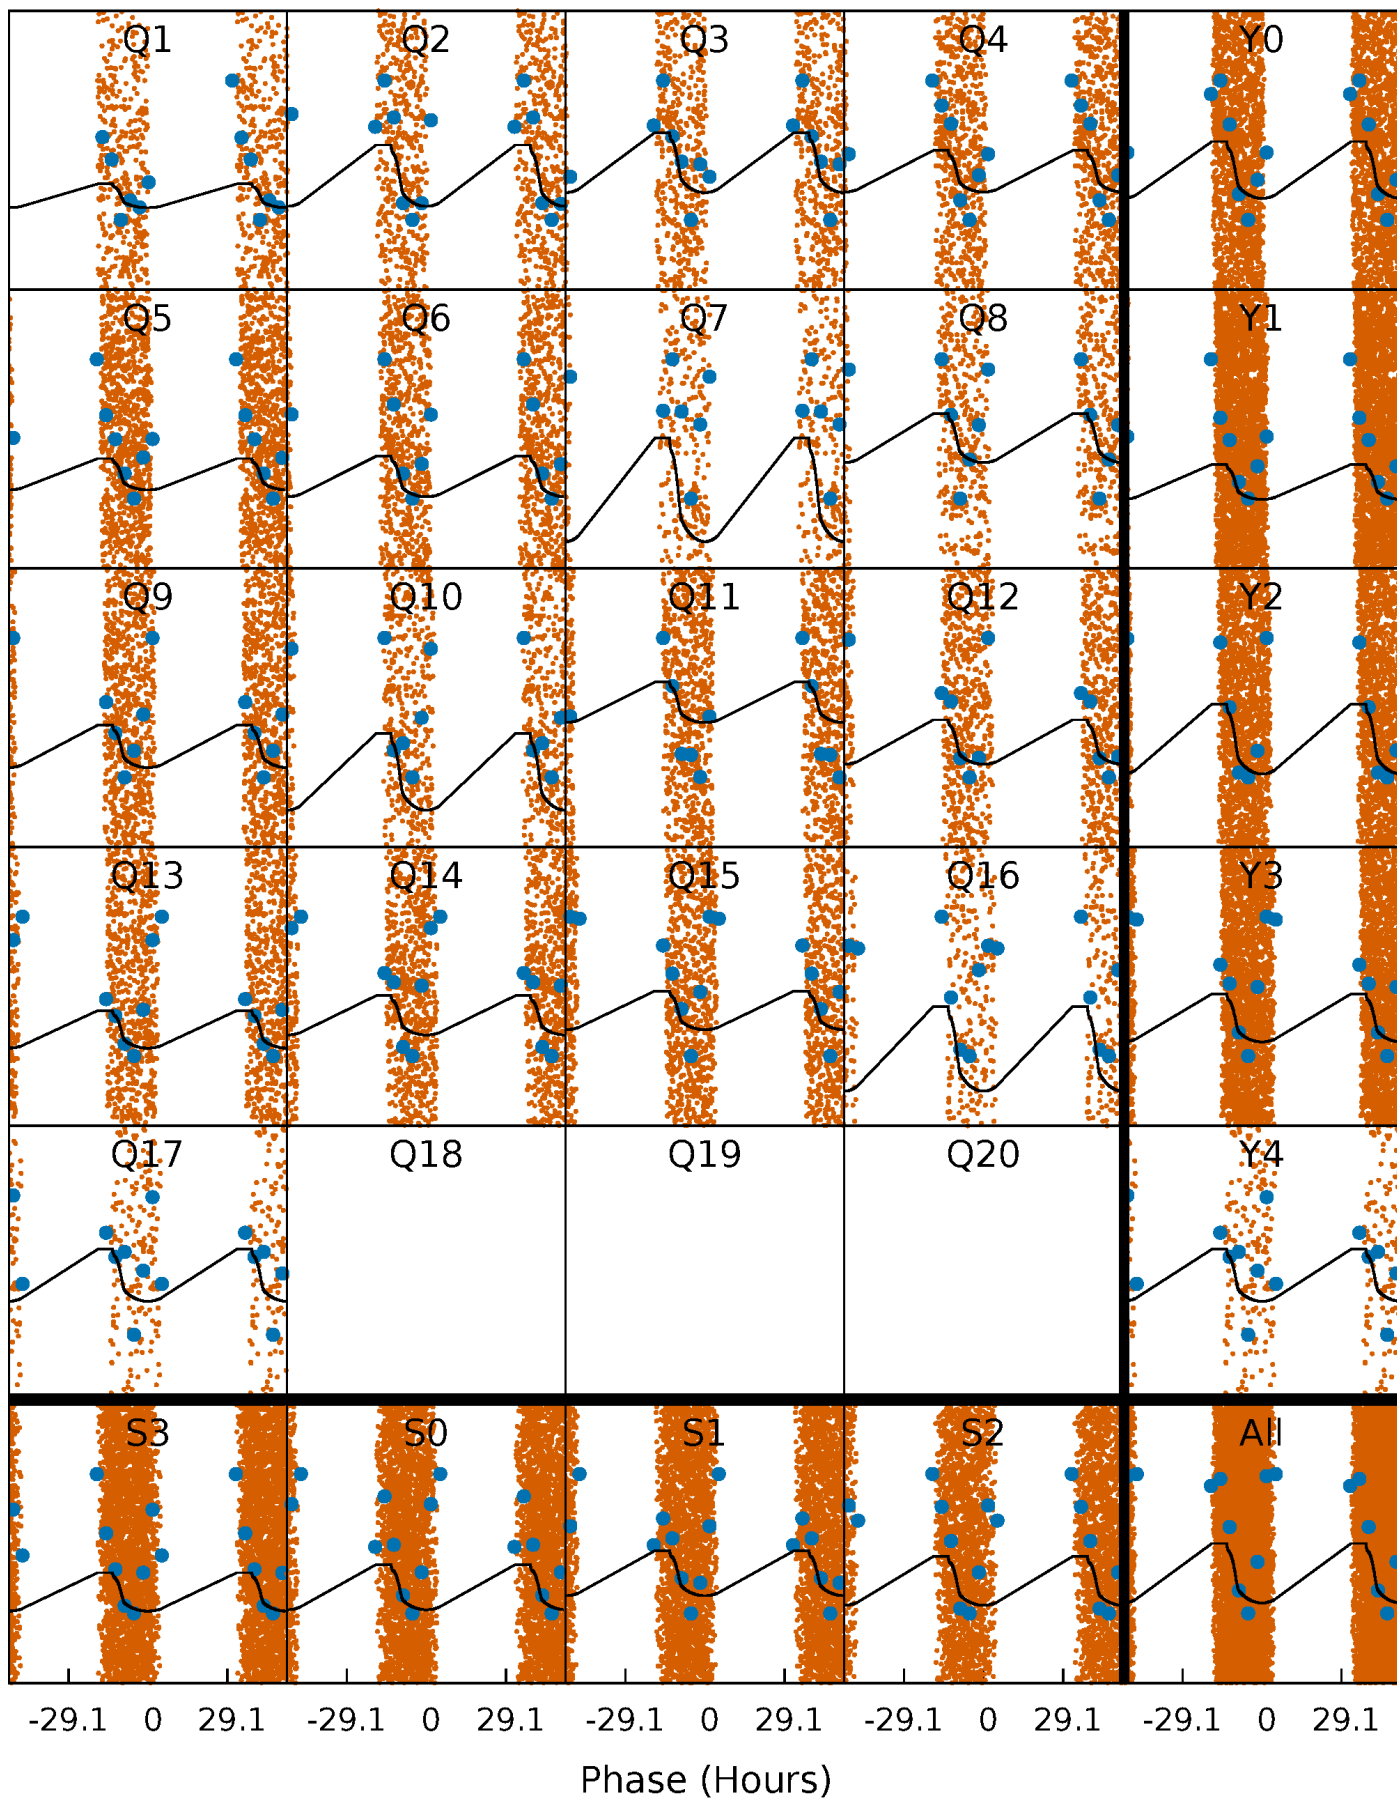 Q1 Q2 Q3 Q4 Y0
Q5 Q6 Q7 Q8 Y1
Q9 Q10 Q11 Q12 Y2
Q13 Q14 Q15 Q16 Y3
Q17 Q18 Q19 Q20 Y4
S3 S0 S1 S2 All
-29.1 0 29.1 -29.1 0 29.1 -29.1 0 29.1 -29.1 0 29.1 -29.1 0 29.1
Phase (Hours)